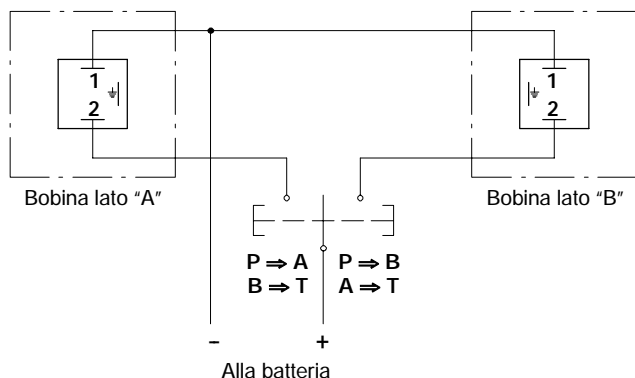 1
2
1
2
Bobina lato “A”
Bobina lato “B”
P ⇒ A
B ⇒ T
P ⇒ B
A ⇒ T
- +
Alla batteria